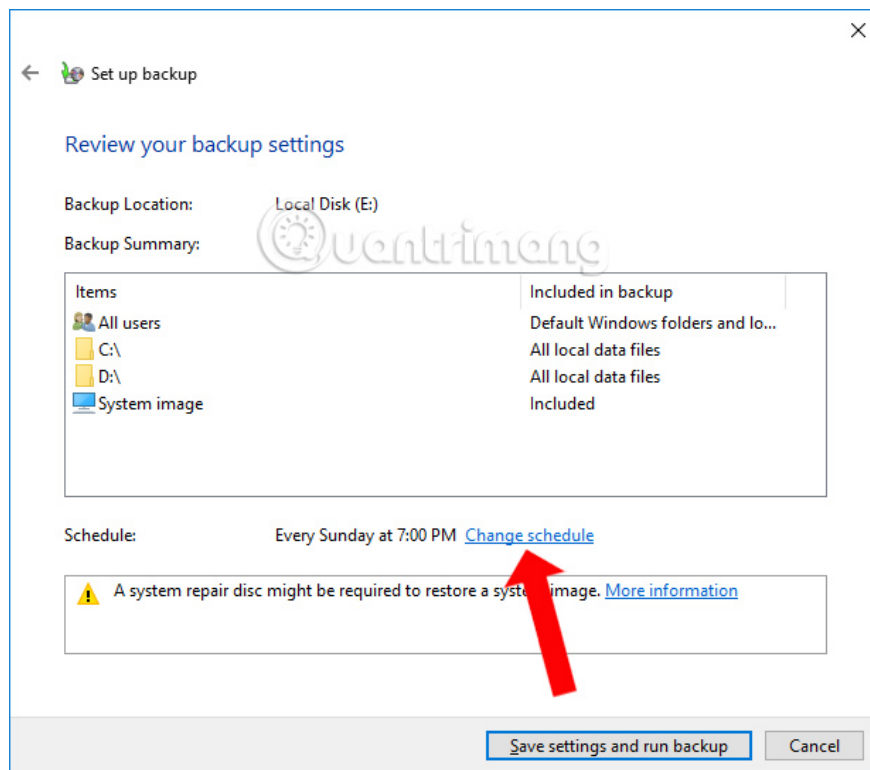 Set up backup
Review your backup settings
Backup Location: Local Disk (E:)
Quantrimang
Backup Summary:
Items Included in backup
All users Default Windows folders and lo...
C:\ All local data files
D:\ All local data files
System image Included
Schedule: Every Sunday at 7:00 PM Change schedule
A system repair disc might be required to restore a system image. More information
Save settings and run backup Cancel